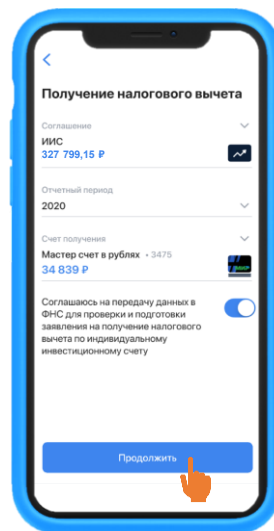 Получение налогового вычета
Соглашение
ИИС
327 799,15 ₽
Отчетный период
2020
Счет получения
Мастер счет в рублях • 3475
34 839 ₽
Соглашаюсь на передачу данных в
ФНС для проверки и подготовки
заявления на получение налогового
вычета по индивидуальному
инвестиционному счету
Продолжить